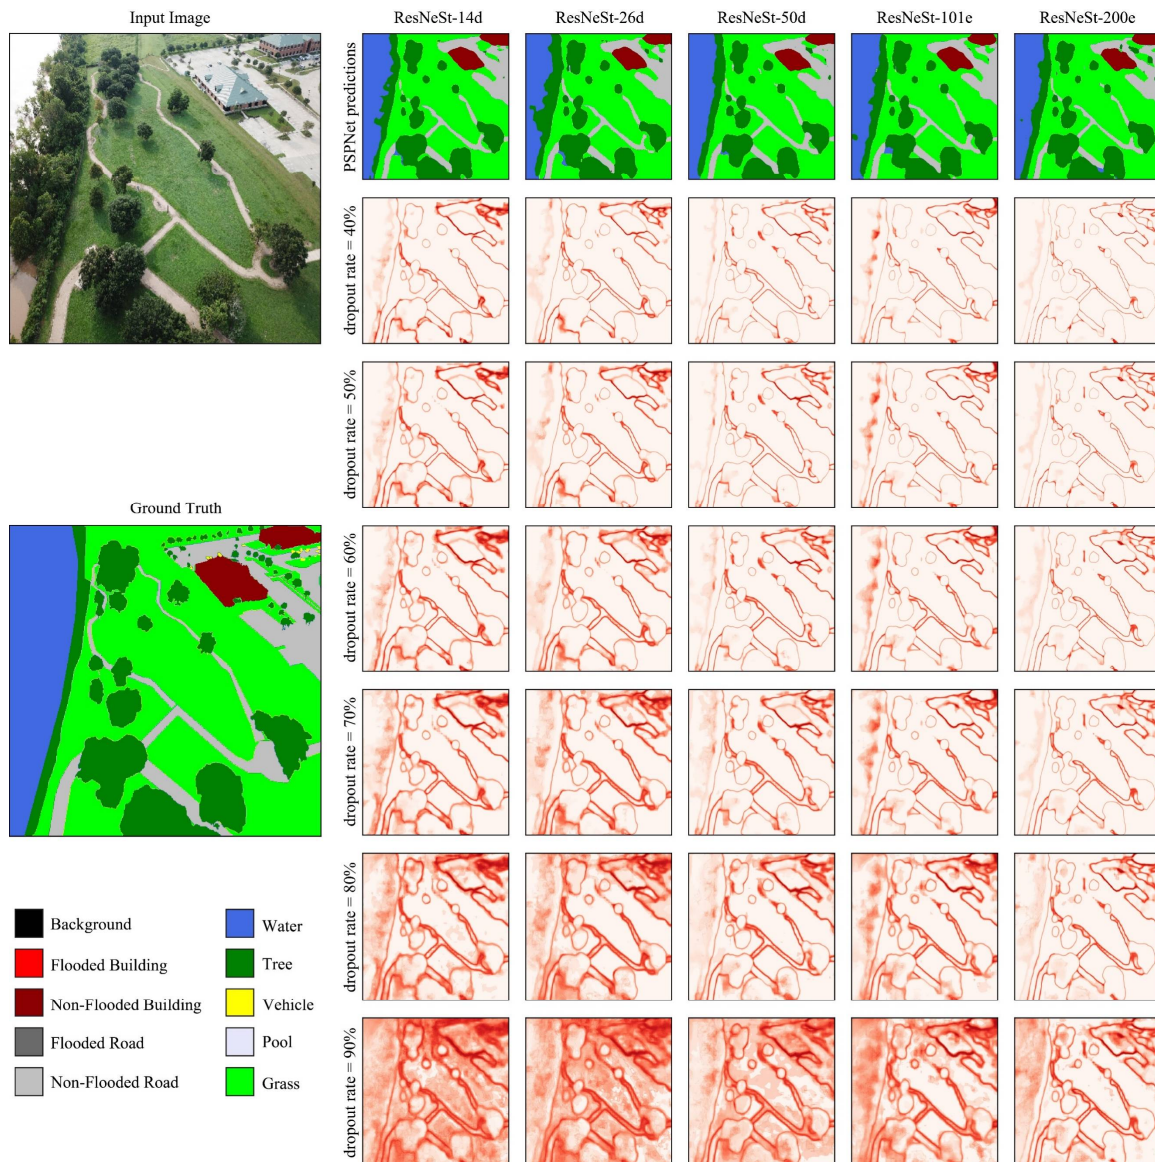 Input Image
ResNeSt-14d
ResNeSt-26d
ResNeSt-50d
ResNeSt-101e
ResNeSt-200e
PSPNet predictions
dropout rate = 40%
dropout rate = 50%
Ground Truth
dropout rate = 60%
dropout rate = 70%
dropout rate = 80%
dropout rate = 90%
Background
Water
Flooded Building
Tree
Non-Flooded Building
Vehicle
Flooded Road
Pool
Non-Flooded Road
Grass